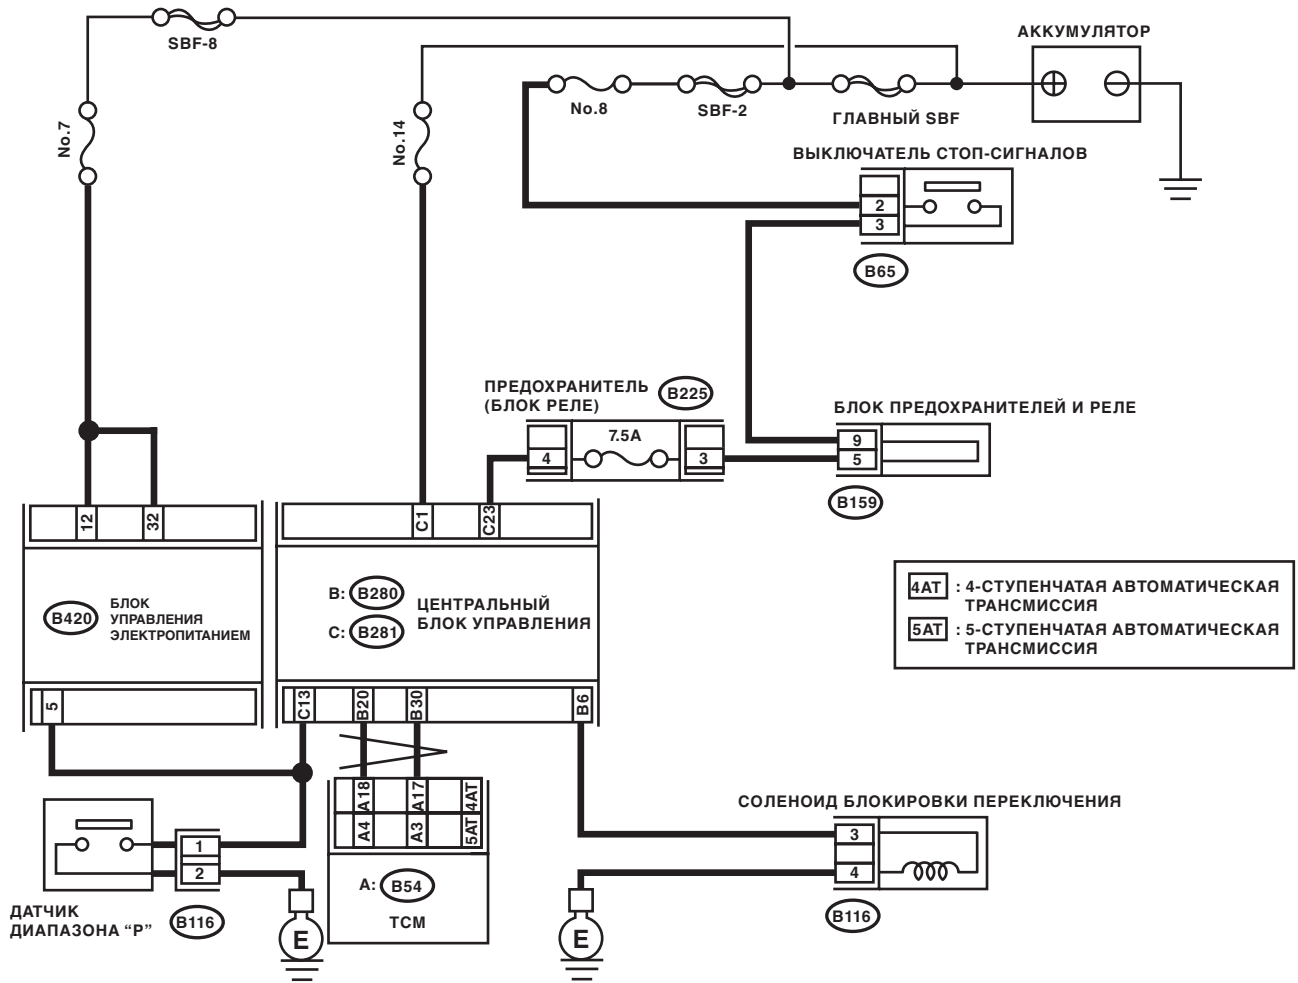 SBF-8
АККУМУЛЯТОР
No.8
SBF-2
ГЛАВНЫЙ SBF
No.7
No.14
ВЫКЛЮЧАТЕЛЬ СТОП-СИГНАЛОВ
2
3
B65
ПРЕДОХРАНИТЕЛЬ
(БЛОК РЕЛЕ)
B225
7.5A
4
3
БЛОК ПРЕДОХРАНИТЕЛЕЙ И РЕЛЕ
9
5
B159
12
32
C1
C23
B420
БЛОК
УПРАВЛЕНИЯ
ЭЛЕКТРОПИТАНИЕМ
B: B280
C: B281
ЦЕНТРАЛЬНЫЙ
БЛОК УПРАВЛЕНИЯ
4AT : 4-СТУПЕНЧАТАЯ АВТОМАТИЧЕСКАЯ
ТРАНСМИССИЯ
5AT : 5-СТУПЕНЧАТАЯ АВТОМАТИЧЕСКАЯ
ТРАНСМИССИЯ
5
C13
B20
B30
B6
A18
A17
4AT
A4
A3
5AT
A: B54
TCM
1
2
ДАТЧИК
ДИАПАЗОНА “P”
B116
E
E
СОЛЕНОИД БЛОКИРОВКИ ПЕРЕКЛЮЧЕНИЯ
3
4
B116